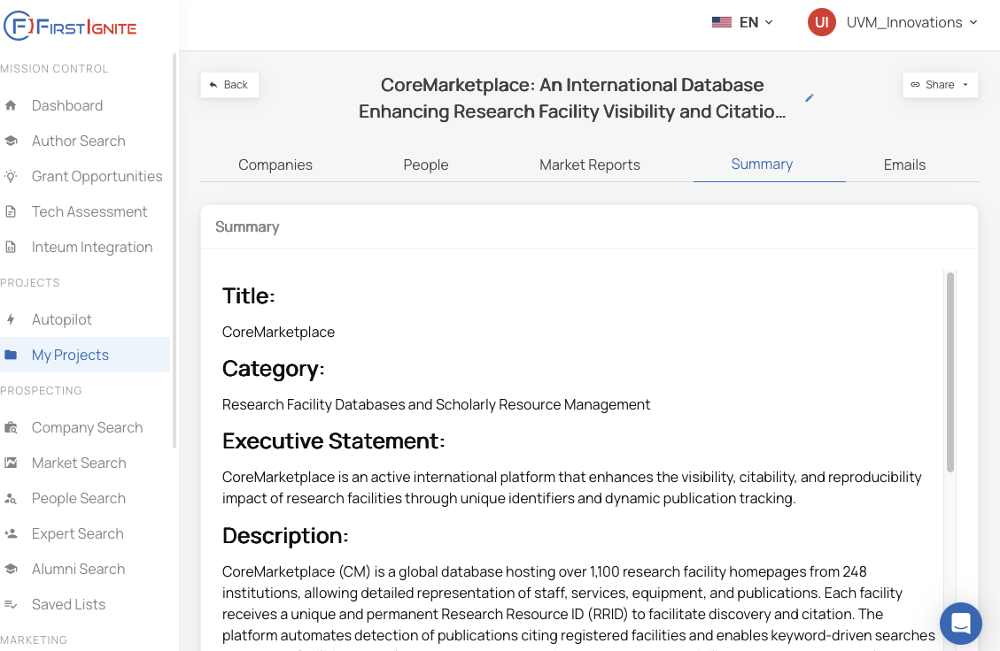 FIRSTIGNITE
EN
UI
UVM_Innovations
MISSION CONTROL
Dashboard
Author Search
Grant Opportunities
Tech Assessment
Inteum Integration
PROJECTS
Autopilot
My Projects
PROSPECTING
Company Search
Market Search
People Search
Expert Search
Alumni Search
Saved Lists
MARKETING
Back
CoreMarketplace: An International Database
Enhancing Research Facility Visibility and Citatio...
Share
Companies
People
Market Reports
Summary
Emails
Summary
Title:
CoreMarketplace
Category:
Research Facility Databases and Scholarly Resource Management
Executive Statement:
CoreMarketplace is an active international platform that enhances the visibility, citability, and reproducibility
impact of research facilities through unique identifiers and dynamic publication tracking.
Description:
CoreMarketplace (CM) is a global database hosting over 1,100 research facility homepages from 248
institutions, allowing detailed representation of staff, services, equipment, and publications. Each facility
receives a unique and permanent Research Resource ID (RRID) to facilitate discovery and citation. The
platform automates detection of publications citing registered facilities and enables keyword-driven searches